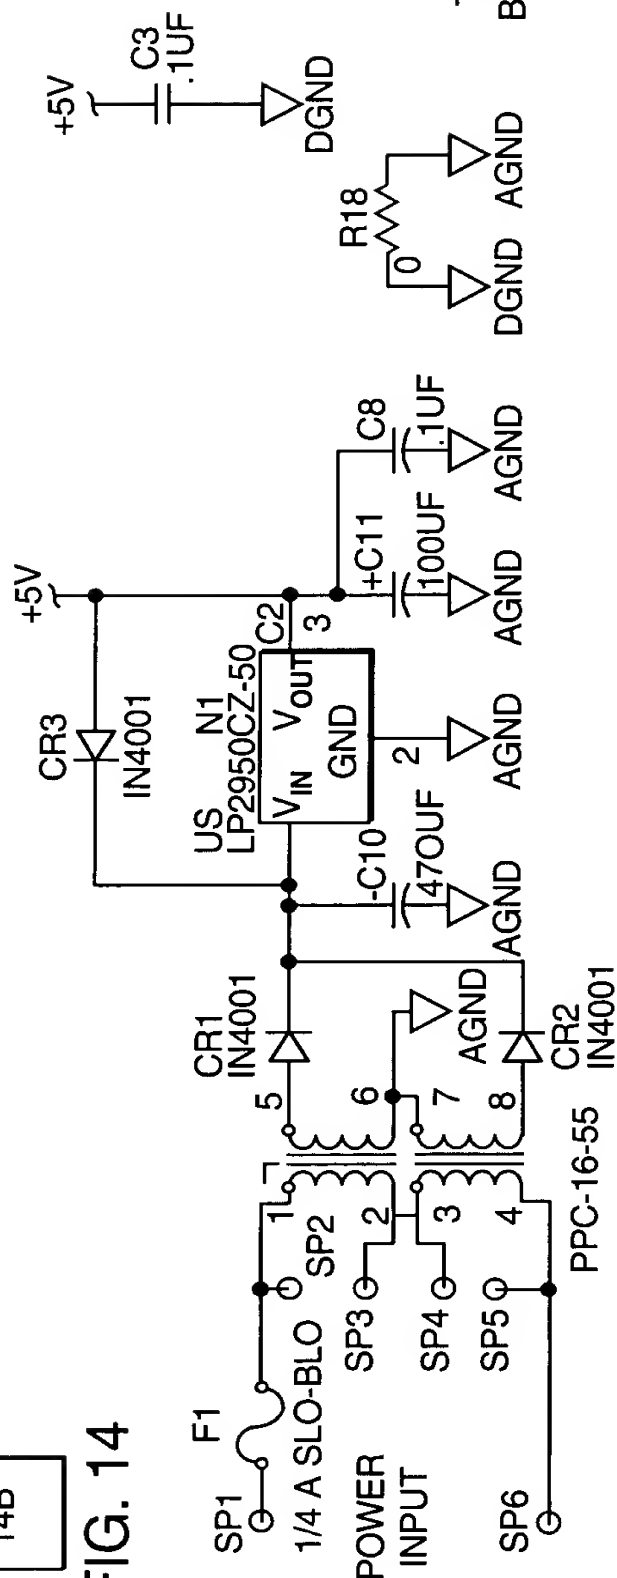 14B
FIG. 14
SP1
F1
1/4 A SLO-BLO
POWER
INPUT
SP6
SP2
SP3
SP4
SP5
1
2
3
4
PPC-16-55
5
6
7
8
CR1
IN4001
AGND
CR2
IN4001
-C10
470UF
AGND
US
N1
LP2950CZ-50
VIN
VOUT
GND
C2
3
2
AGND
CR3
IN4001
+5V
+C11
100UF
AGND
C8
.1UF
AGND
R18
0
DGND
AGND
+5V
C3
.1UF
DGND
B